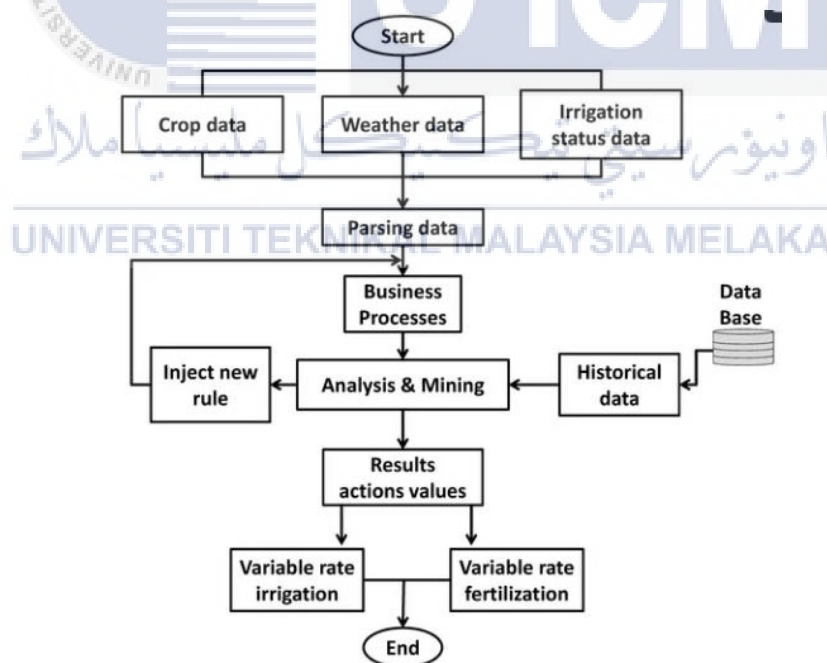 Start
Crop data
Weather data
Irrigation
status data
اونيۏرسيتي تيكنيكل مليسيا ملاك
Parsing data
UNIVERSITI TEKNIKAL MALAYSIA MELAKA
Business
Processes
Data
Base
Inject new
rule
Analysis & Mining
Historical
data
Results
actions values
Variable rate
irrigation
Variable rate
fertilization
End